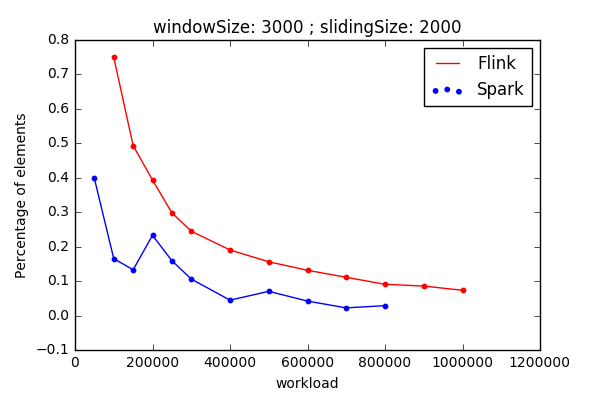 windowSize: 3000 ; slidingSize: 2000
Flink
Spark
Percentage of elements
0.8
0.7
0.6
0.5
0.4
0.3
0.2
0.1
0.0
−0.1
0 200000 400000 600000 800000 1000000 1200000
workload